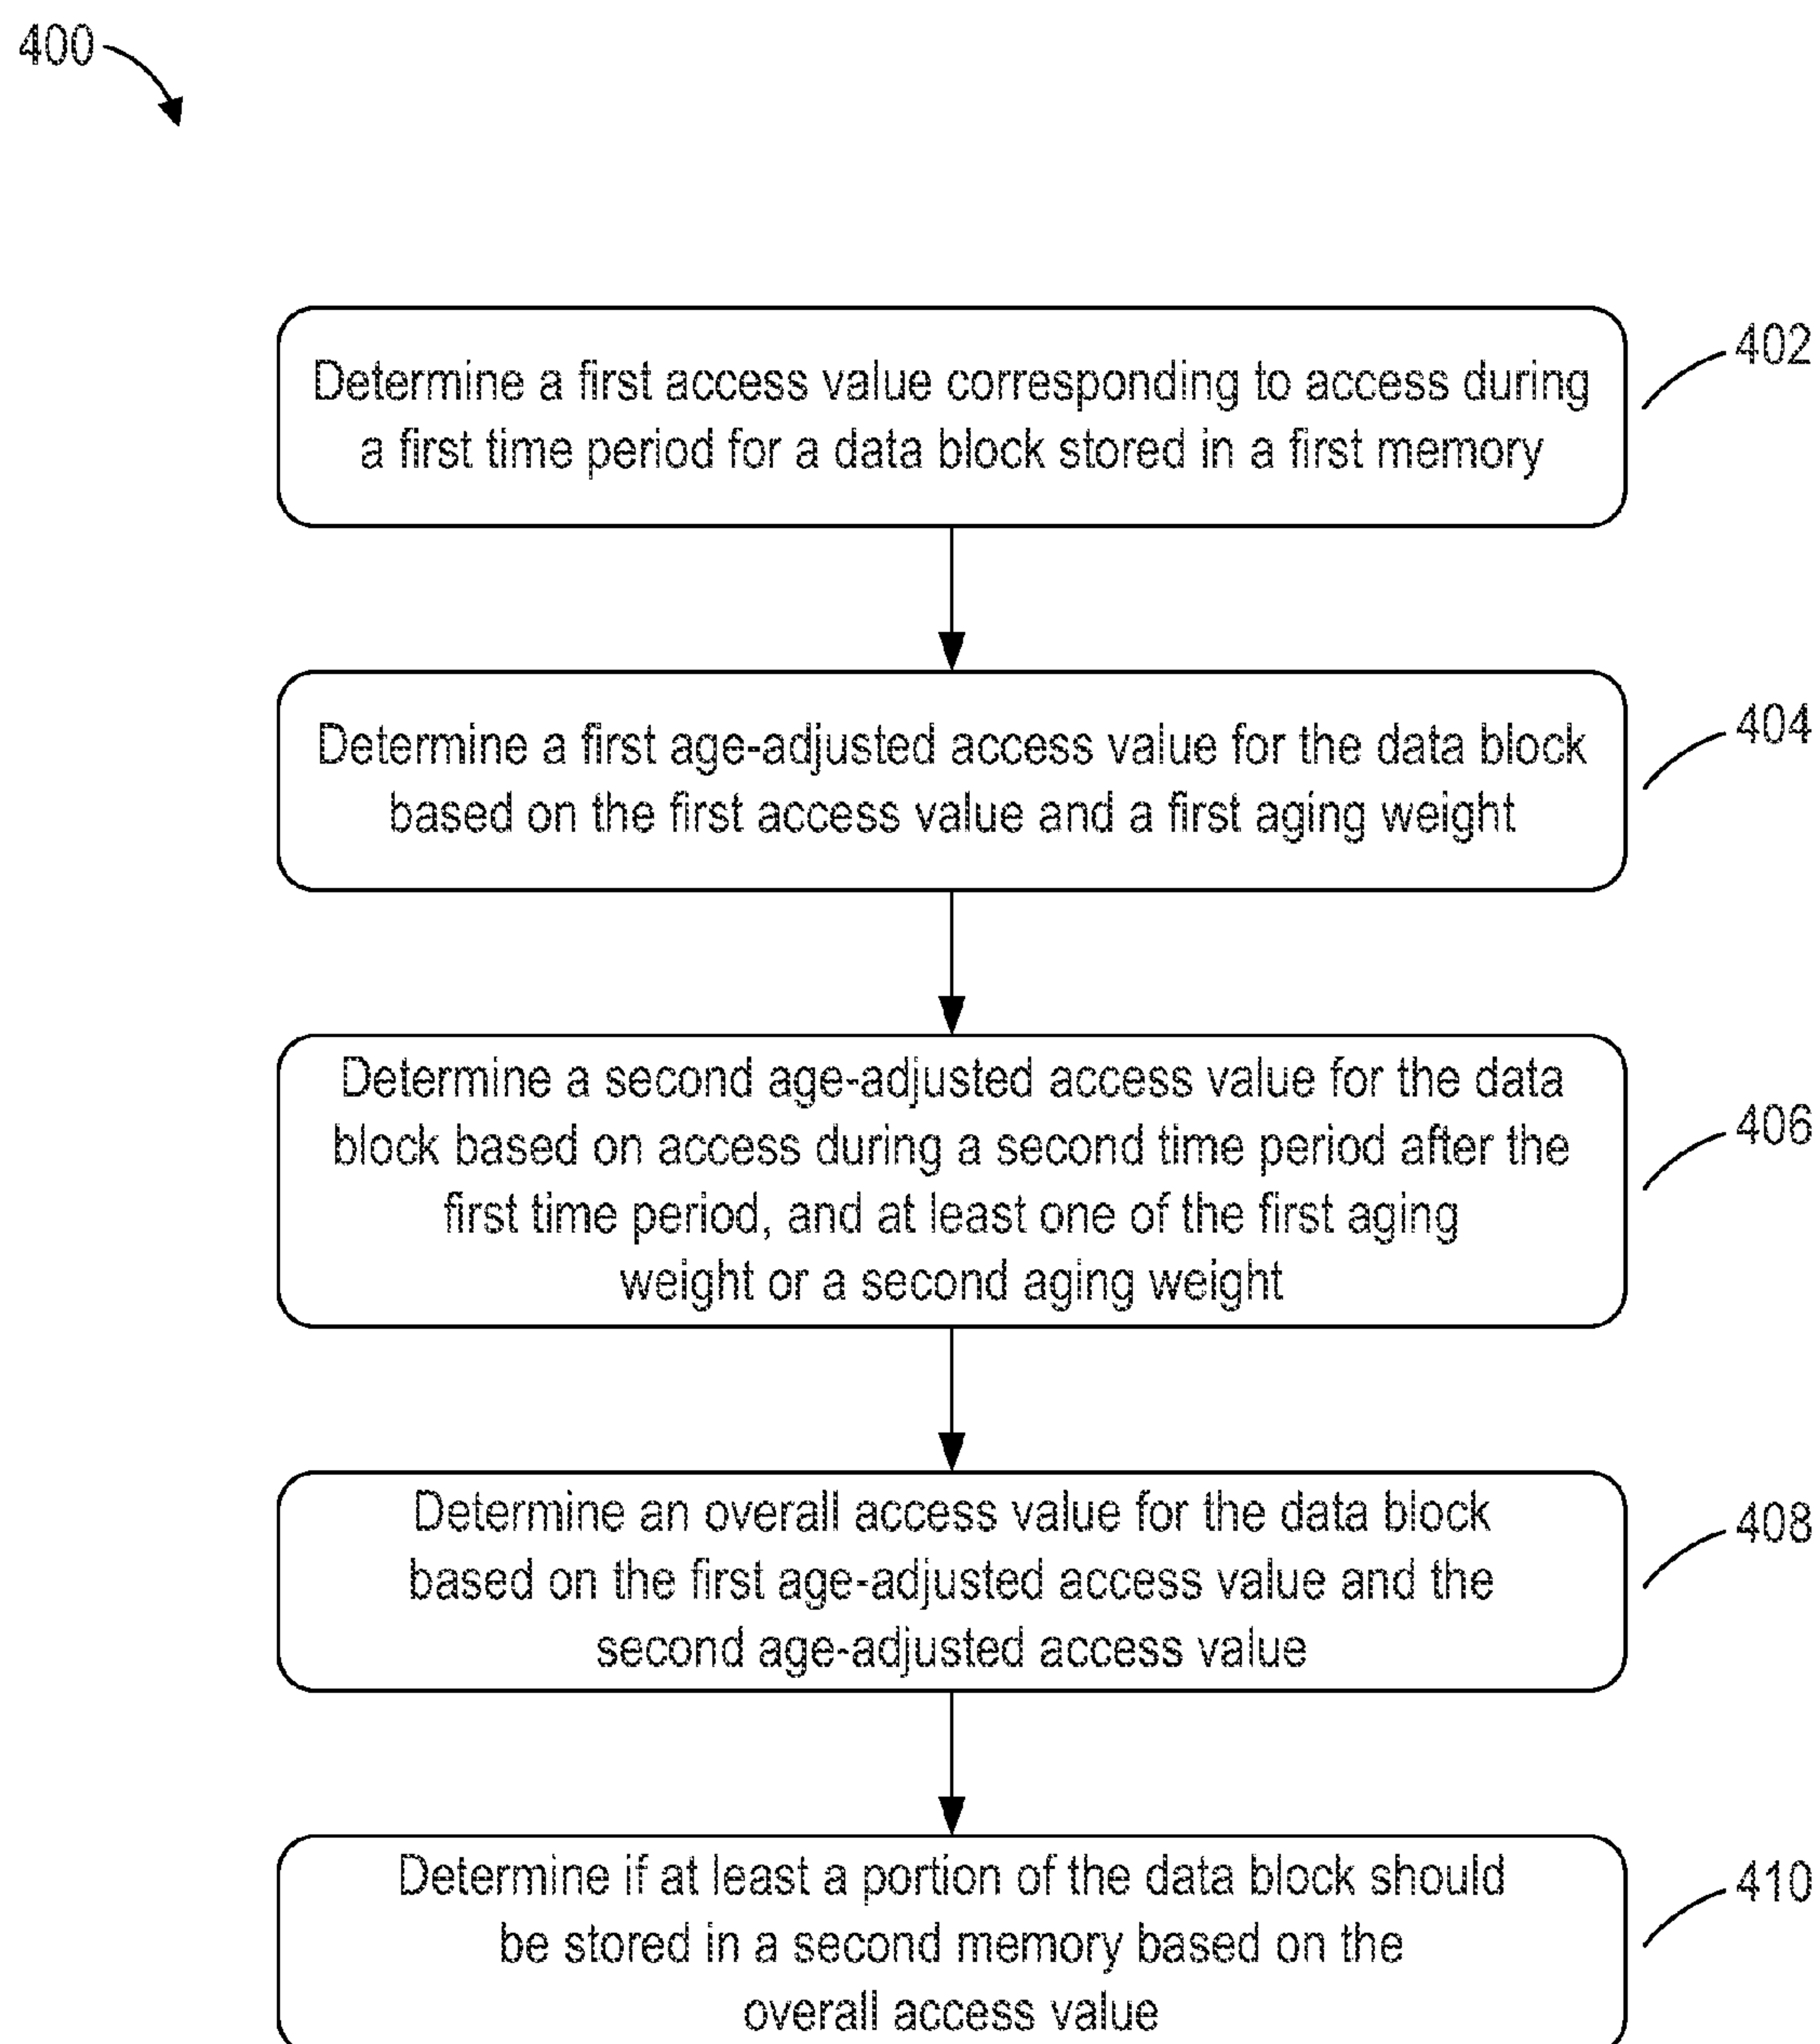 400
Determine a first access value corresponding to access during
a first time period for a data block stored in a first memory
402
Determine a first age-adjusted access value for the data block
based on the first access value and a first aging weight
404
Determine a second age-adjusted access value for the data
block based on access during a second time period after the
first time period, and at least one of the first aging
weight or a second aging weight
406
Determine an overall access value for the data block
based on the first age-adjusted access value and the
second age-adjusted access value
408
Determine if at least a portion of the data block should
be stored in a second memory based on the
overall access value
410